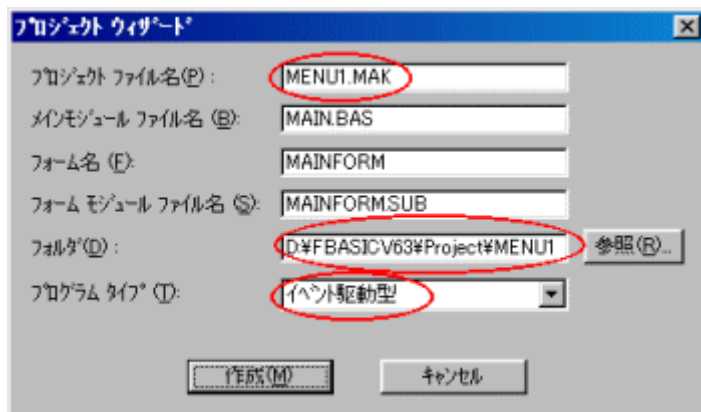 ﾌﾟﾛｼﾞｪｸﾄ ｳｨｻﾞｰﾄﾞ
ﾌﾟﾛｼﾞｪｸﾄ ﾌｧｲﾙ名(P) : MENU1.MAK
ﾒｲﾝﾓｼﾞｭｰﾙ ﾌｧｲﾙ名 (B): MAIN.BAS
ﾌｫｰﾑ名 (F): MAINFORM
ﾌｫｰﾑ ﾓｼﾞｭｰﾙ ﾌｧｲﾙ名 (S): MAINFORM.SUB
ﾌｫﾙﾀﾞ(D) : D:¥FBASICV63¥Project¥MENU1 参照(R)...
ﾌﾟﾛｸﾞﾗﾑ ﾀｲﾌﾟ (T): ｲﾍﾞﾝﾄ駆動型
作成(M) ｷｬﾝｾﾙ